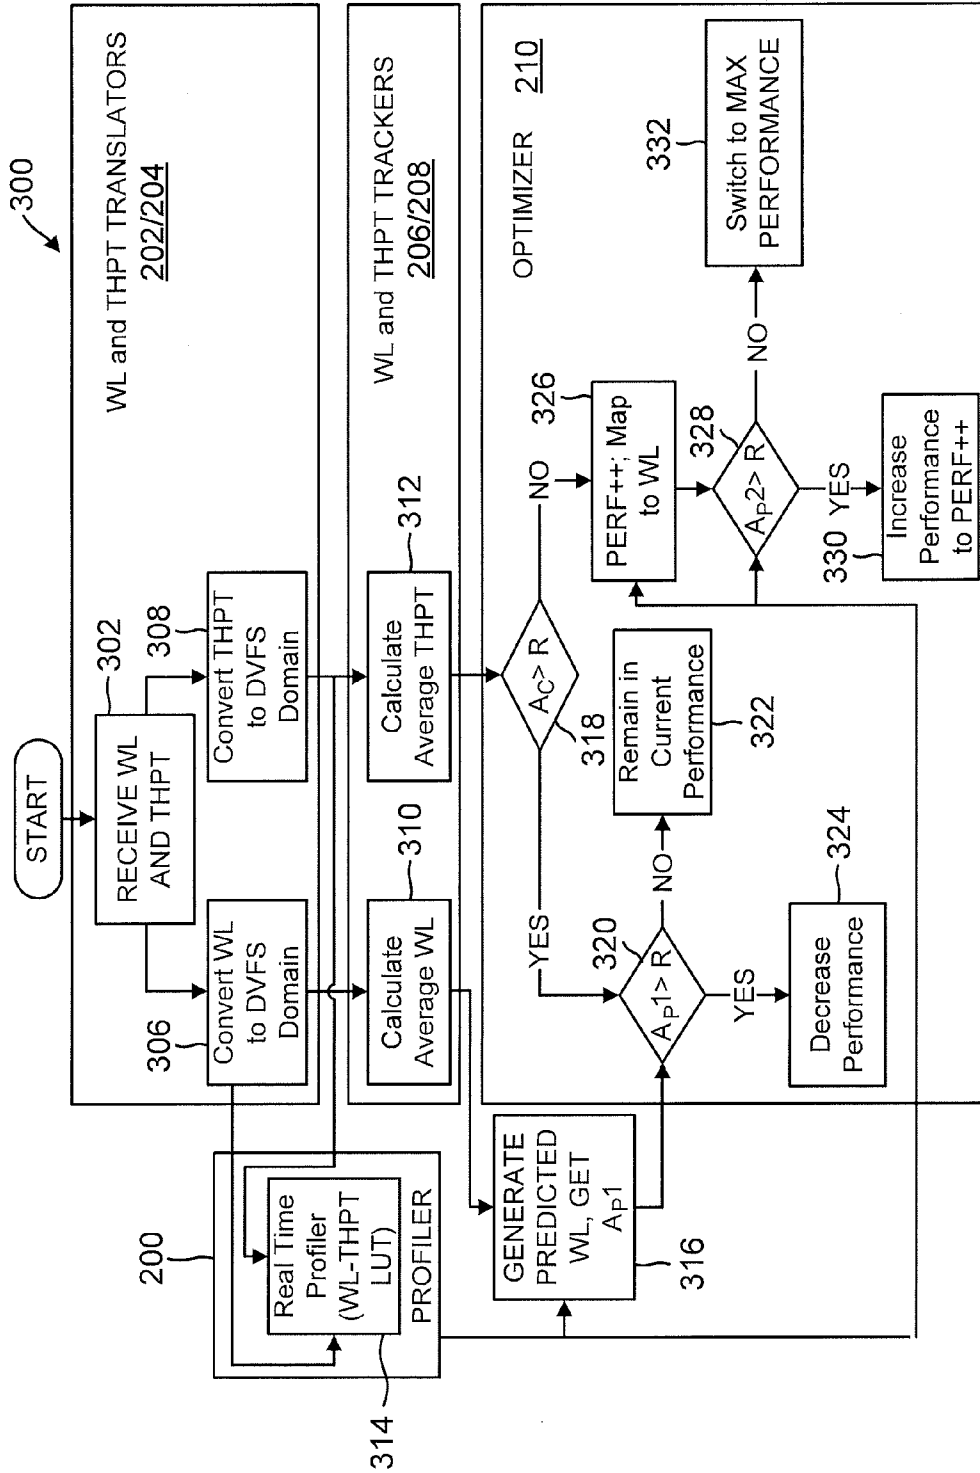 300
START
WL and THPT TRANSLATORS
202/204
302
RECEIVE WL
AND THPT
306
Convert WL
to DVFS
Domain
308
Convert THPT
to DVFS
Domain
WL and THPT TRACKERS
206/208
310
Calculate
Average WL
312
Calculate
Average THPT
200
Real Time
Profiler
(WL-THPT
LUT)
PROFILER
314
GENERATE
PREDICTED
WL, GET
AP1
316
OPTIMIZER
210
AC> R
318
YES
NO
320
AP1> R
NO
YES
Remain in
Current
Performance
322
324
Decrease
Performance
326
PERF++; Map
to WL
328
AP2> R
NO
YES
330
Increase
Performance
to PERF++
332
Switch to MAX
PERFORMANCE